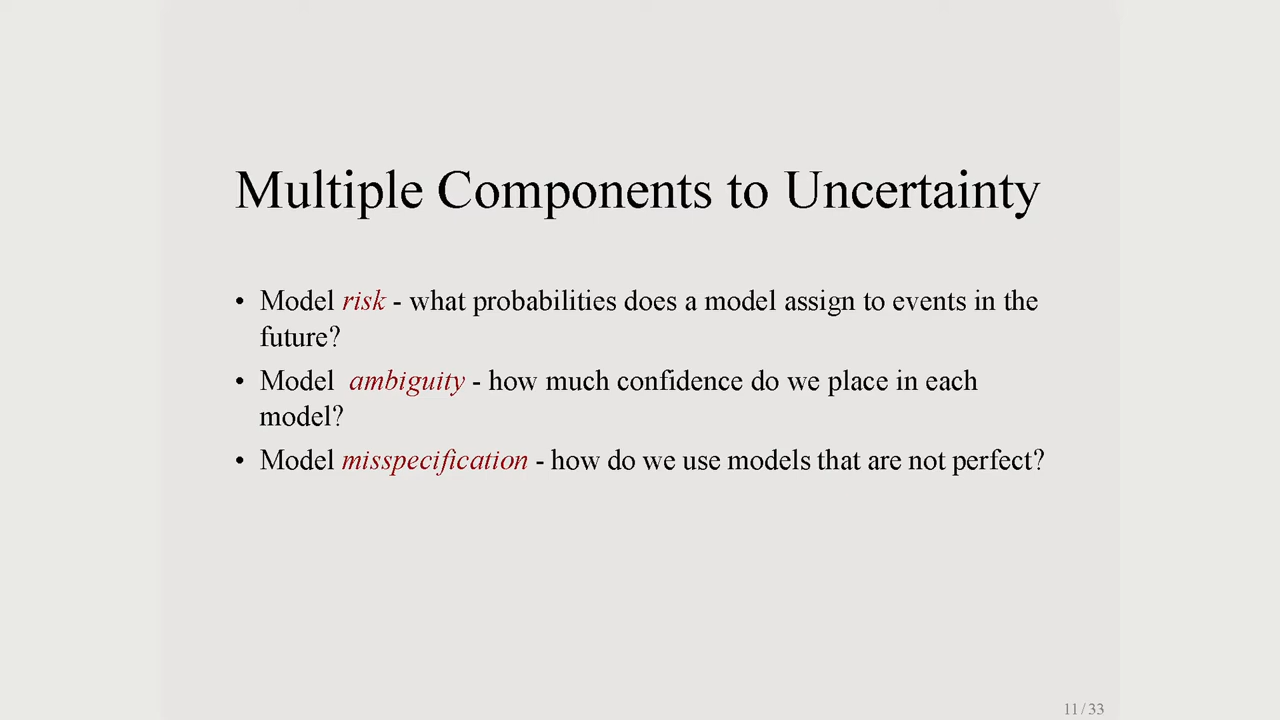 Multiple Components to Uncertainty
• Model risk - what probabilities does a model assign to events in the
future?
• Model ambiguity - how much confidence do we place in each
model?
• Model misspecification - how do we use models that are not perfect?
11 / 33